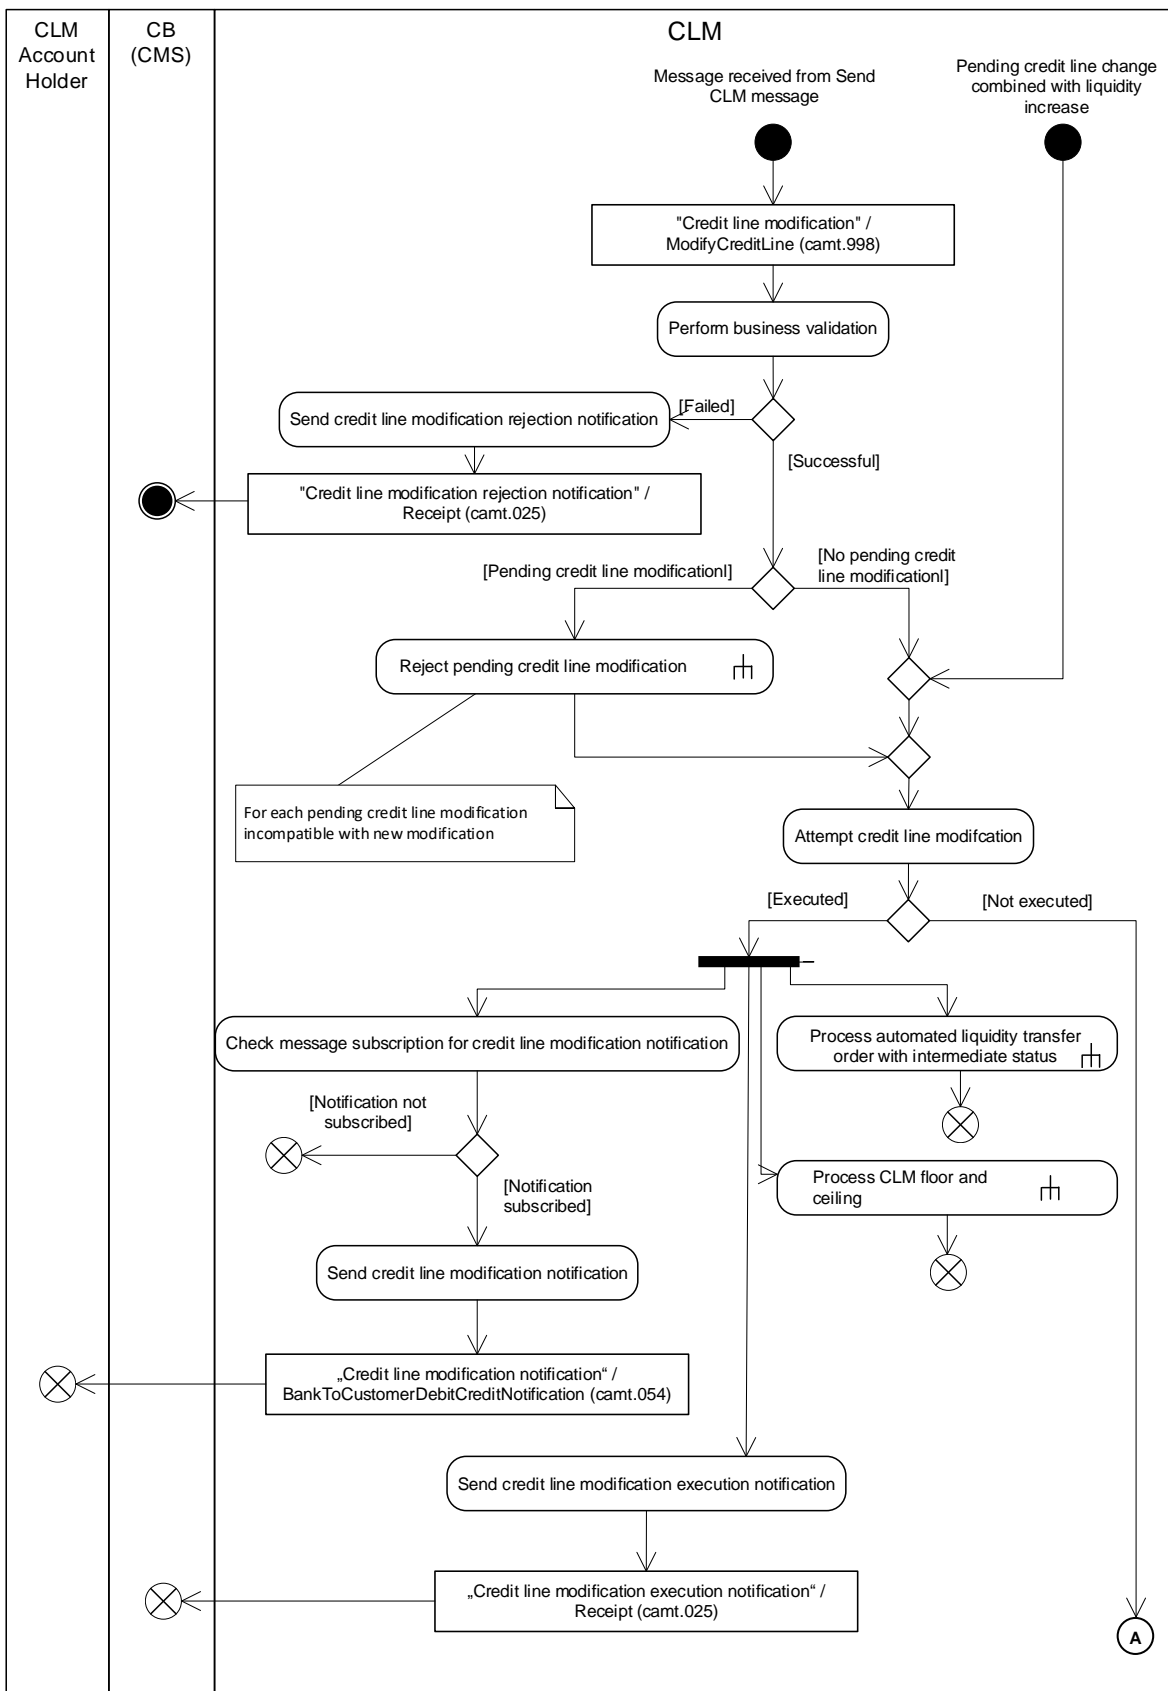 CLM
Account
Holder
CB
(CMS)
CLM
Message received from Send
CLM message
Pending credit line change
combined with liquidity
increase
"Credit line modification" /
ModifyCreditLine (camt.998)
Perform business validation
[Failed]
Send credit line modification rejection notification
[Successful]
"Credit line modification rejection notification" /
Receipt (camt.025)
[Pending credit line modificationl]
[No pending credit
line modificationl]
Reject pending credit line modification
For each pending credit line modification
incompatible with new modification
Attempt credit line modifcation
[Executed]
[Not executed]
Check message subscription for credit line modification notification
Process automated liquidity transfer
order with intermediate status
[Notification not
subscribed]
Process CLM floor and
ceiling
[Notification
subscribed]
Send credit line modification notification
„Credit line modification notification“ /
BankToCustomerDebitCreditNotification (camt.054)
Send credit line modification execution notification
„Credit line modification execution notification“ /
Receipt (camt.025)
A